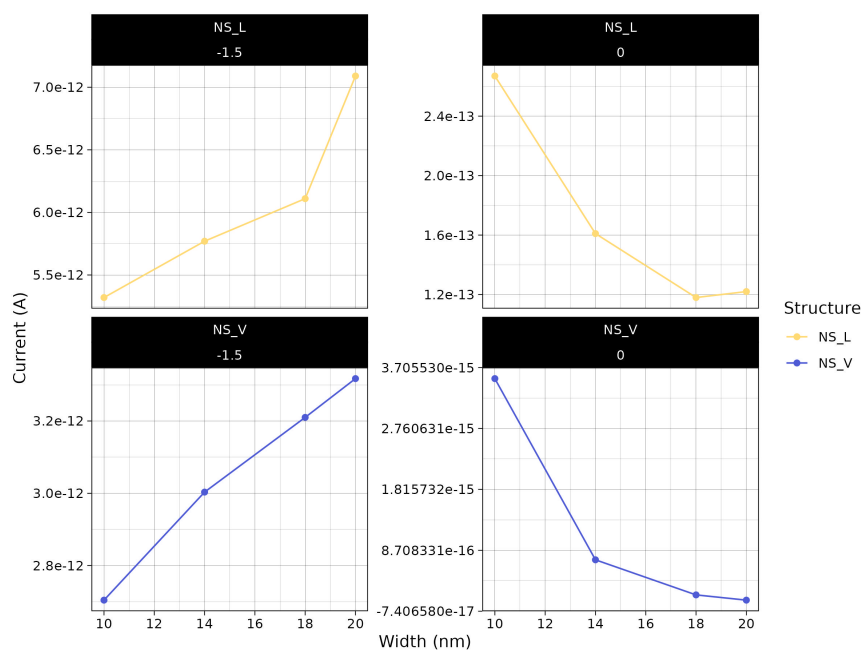 NS_L
-1.5
NS_L
0
7.0e-12
6.5e-12
6.0e-12
5.5e-12
2.4e-13
2.0e-13
1.6e-13
1.2e-13
Current (A)
NS_V
-1.5
NS_V
0
3.2e-12
3.0e-12
2.8e-12
3.705530e-15
2.760631e-15
1.815732e-15
8.708331e-16
-7.406580e-17
10 12 14 16 18 20
10 12 14 16 18 20
Width (nm)
Structure
NS_L
NS_V